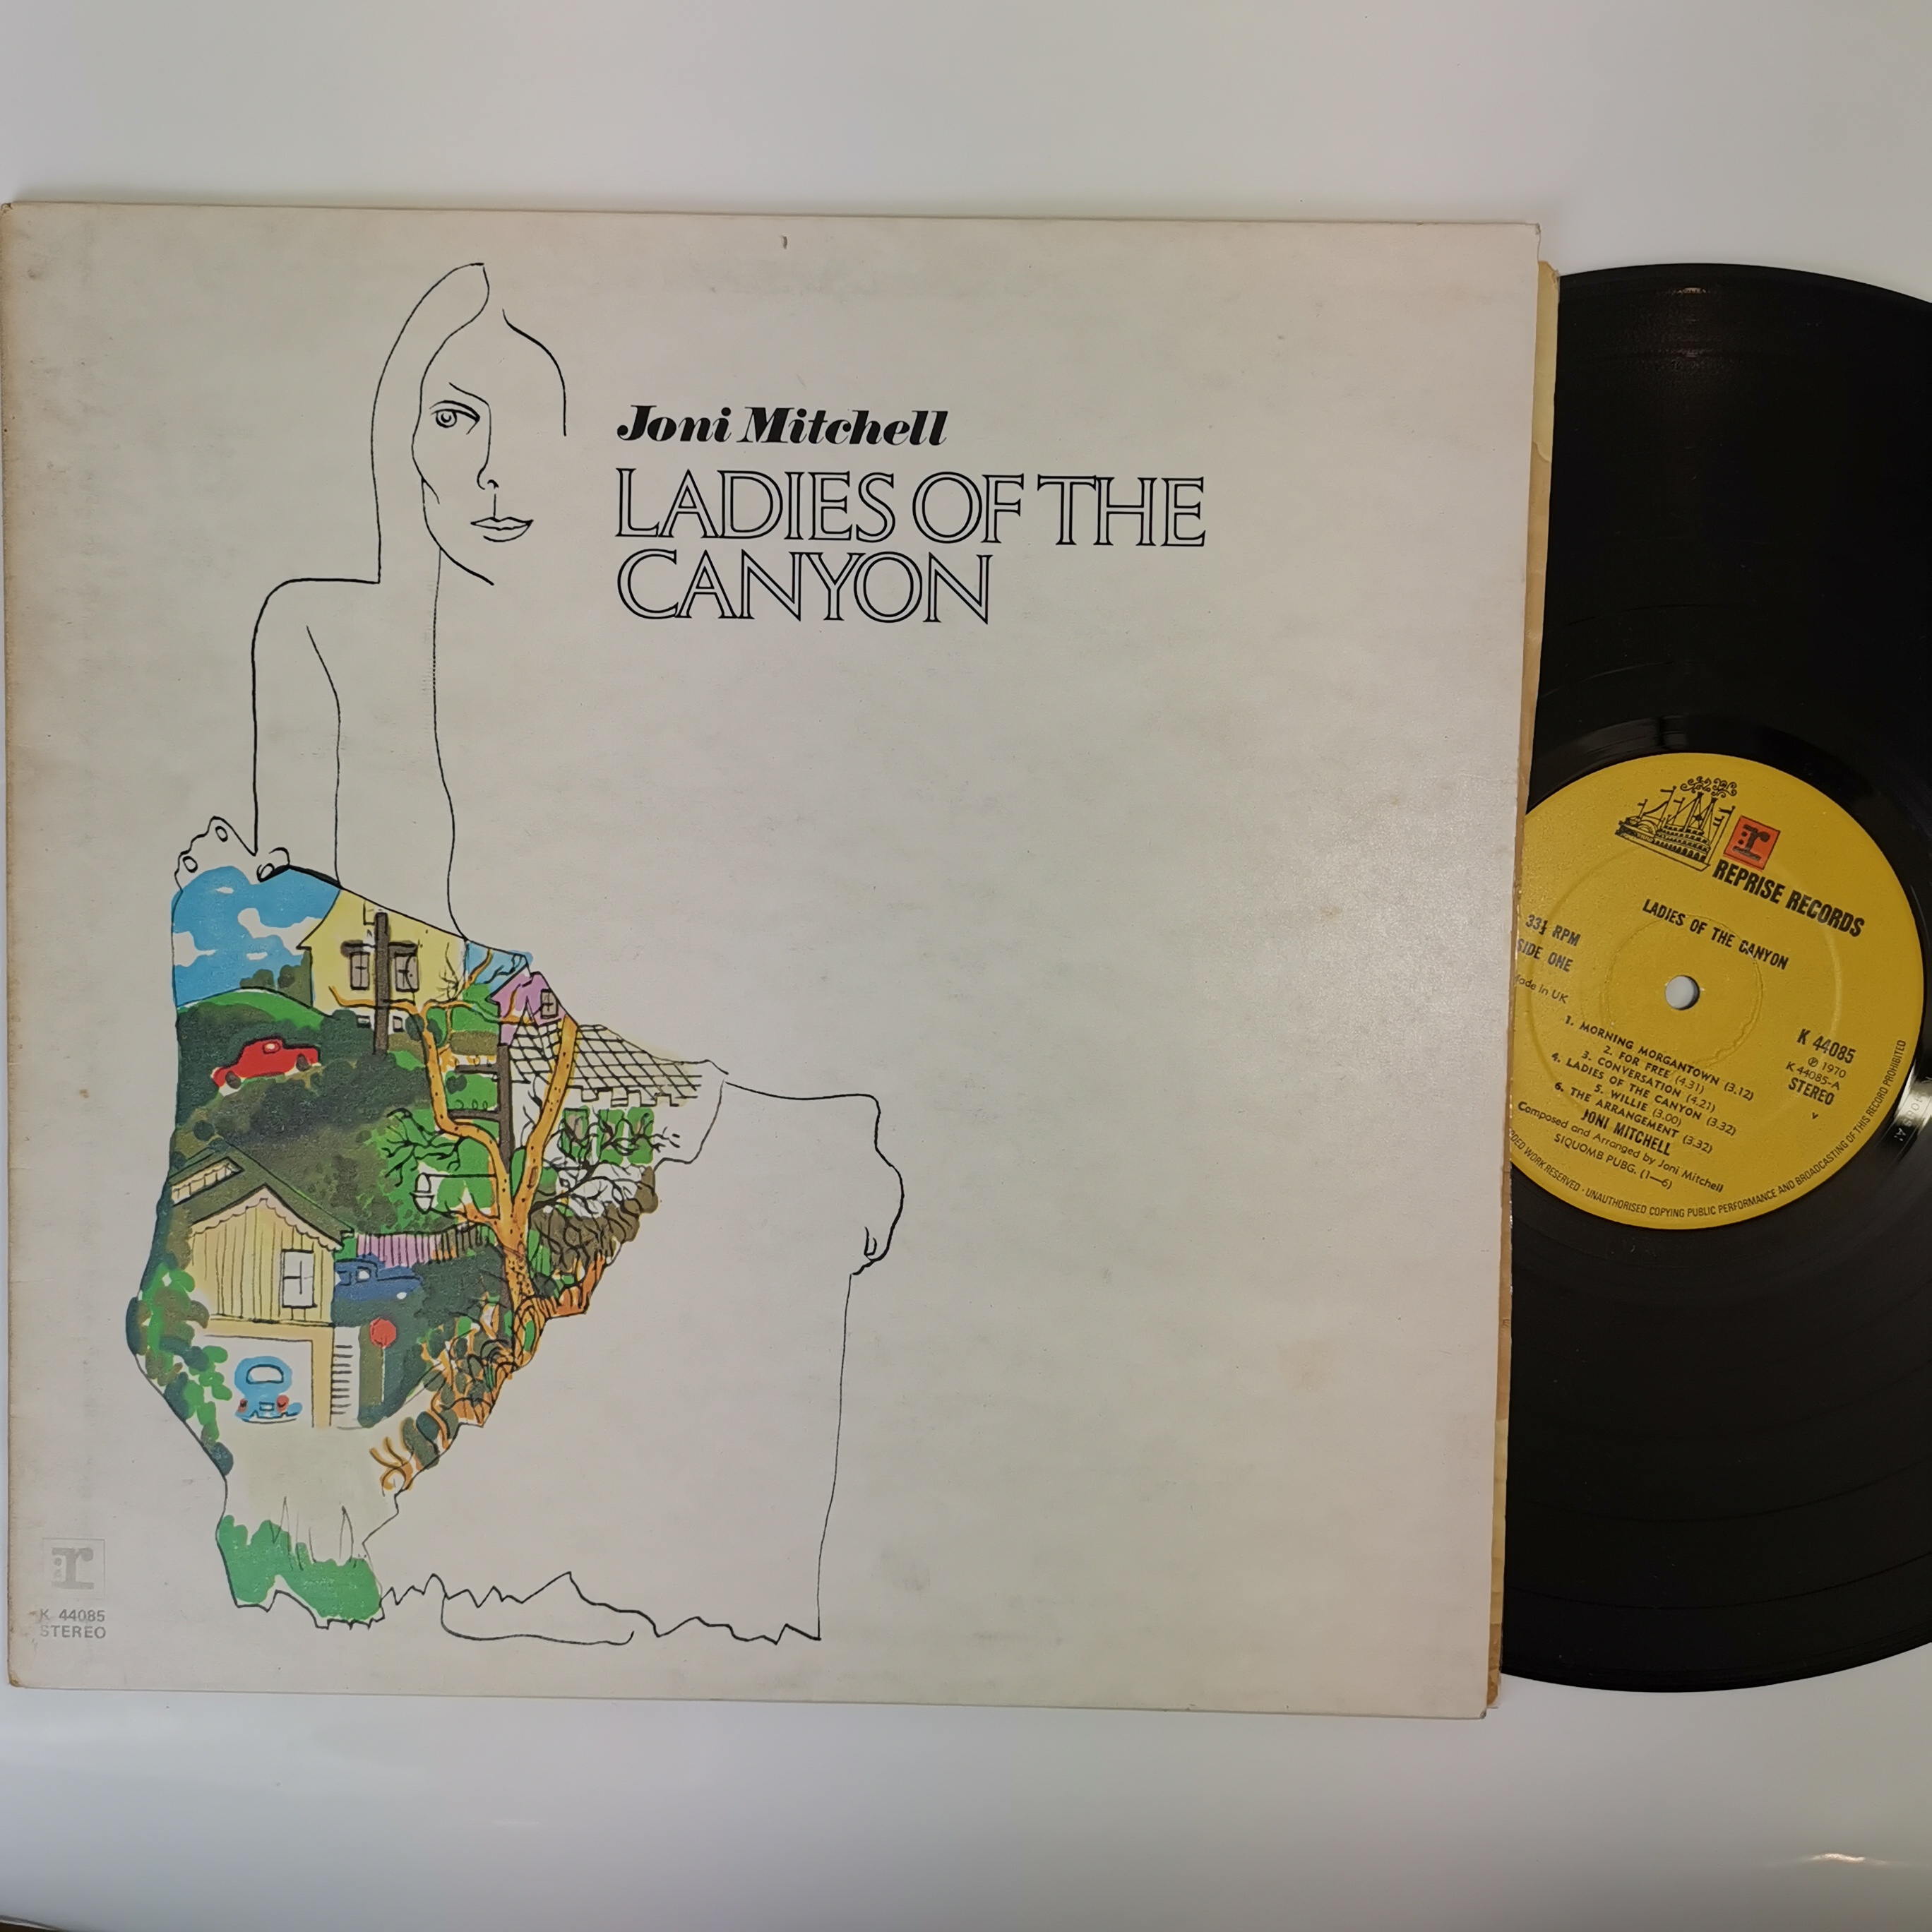 Joni Mitchell
LADIES OF THE
CANYON
r
K 44085
STEREO
r
REPRISE RECORDS
LADIES OF THE CANYON
33⅓ RPM
SIDE ONE
Made in UK
K 44085
℗ 1970
K 44085-A
STEREO
1. MORNING MORGANTOWN (3.12)
2. FOR FREE (4.31)
3. CONVERSATION (4.21)
4. LADIES OF THE CANYON (3.32)
5. WILLIE (3.00)
6. THE ARRANGEMENT (3.32)
JONI MITCHELL
Composed and Arranged by Joni Mitchell
SIQUOMB PUBG. (1—6)
WORK RESERVED · UNAUTHORISED COPYING PUBLIC PERFORMANCE AND BROADCASTING OF THIS RECORD PROHIBITED